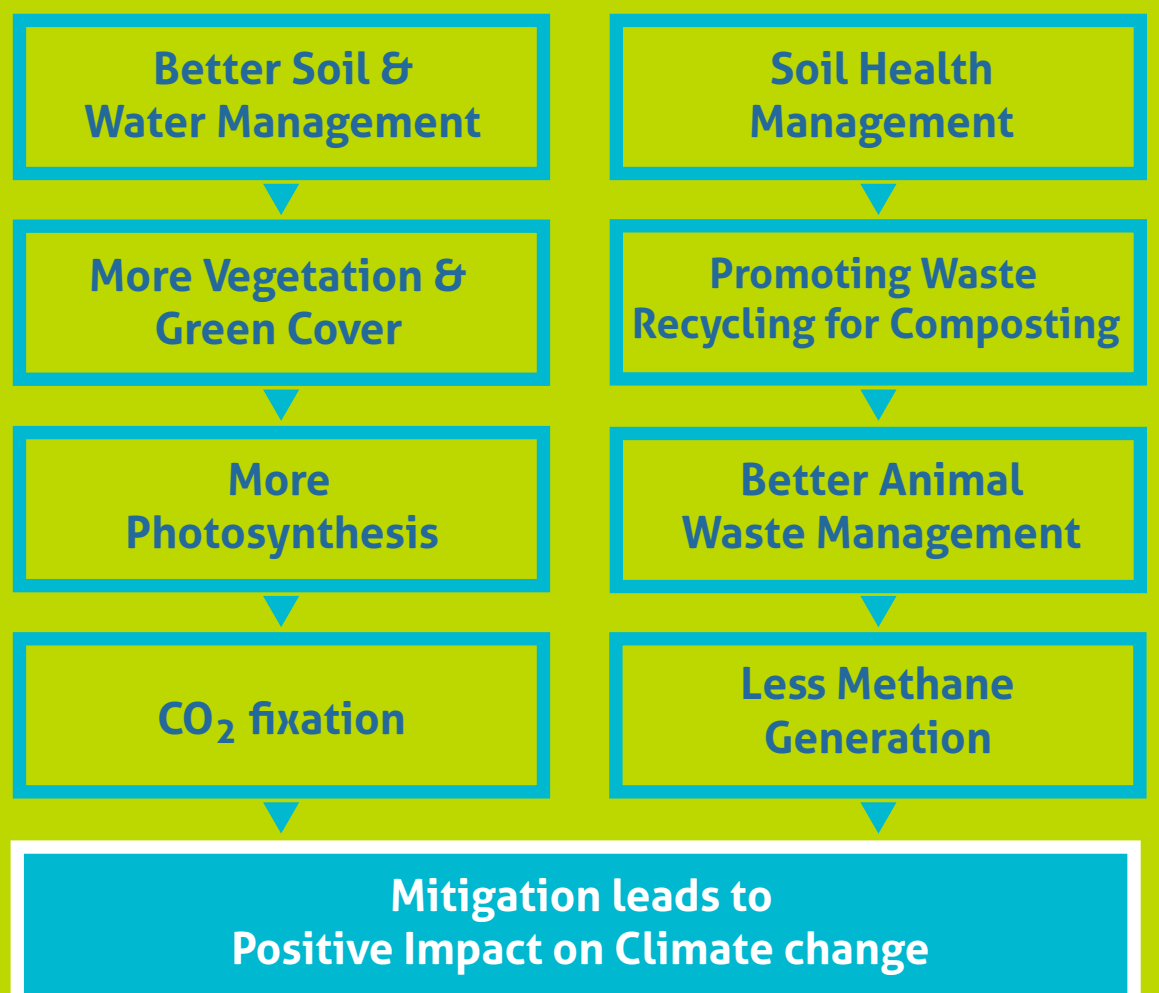 Better Soil &
Water Management
More Vegetation &
Green Cover
More
Photosynthesis
CO₂ fixation
Soil Health
Management
Promoting Waste
Recycling for Composting
Better Animal
Waste Management
Less Methane
Generation
Mitigation leads to
Positive Impact on Climate change